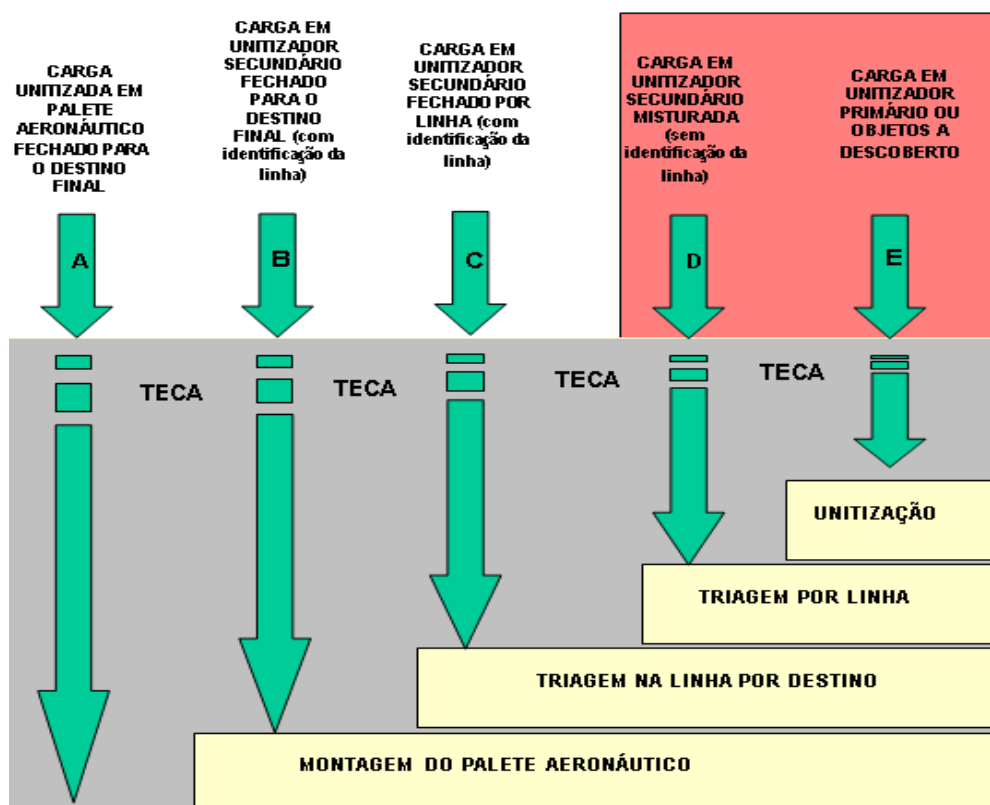 CARGA
UNITIZADA EM
PALETE
AERONÁUTICO
FECHADO PARA
O DESTINO
FINAL
CARGA EM
UNITIZADOR
SECUNDÁRIO
FECHADO
PARA O
DESTINO
FINAL (com
identificação da
linha)
CARGA EM
UNITIZADOR
SECUNDÁRIO
FECHADO POR
LINHA (com
identificação da
linha)
CARGA EM
UNITIZADOR
SECUNDÁRIO
MISTURADA
(sem
identificação da
linha)
CARGA EM
UNITIZADOR
PRIMÁRIO OU
OBJETOS A
DESCOBERTO
A
B
C
D
E
TECA
TECA
TECA
TECA
UNITIZAÇÃO
TRIAGEM POR LINHA
TRIAGEM NA LINHA POR DESTINO
MONTAGEM DO PALETE AERONÁUTICO